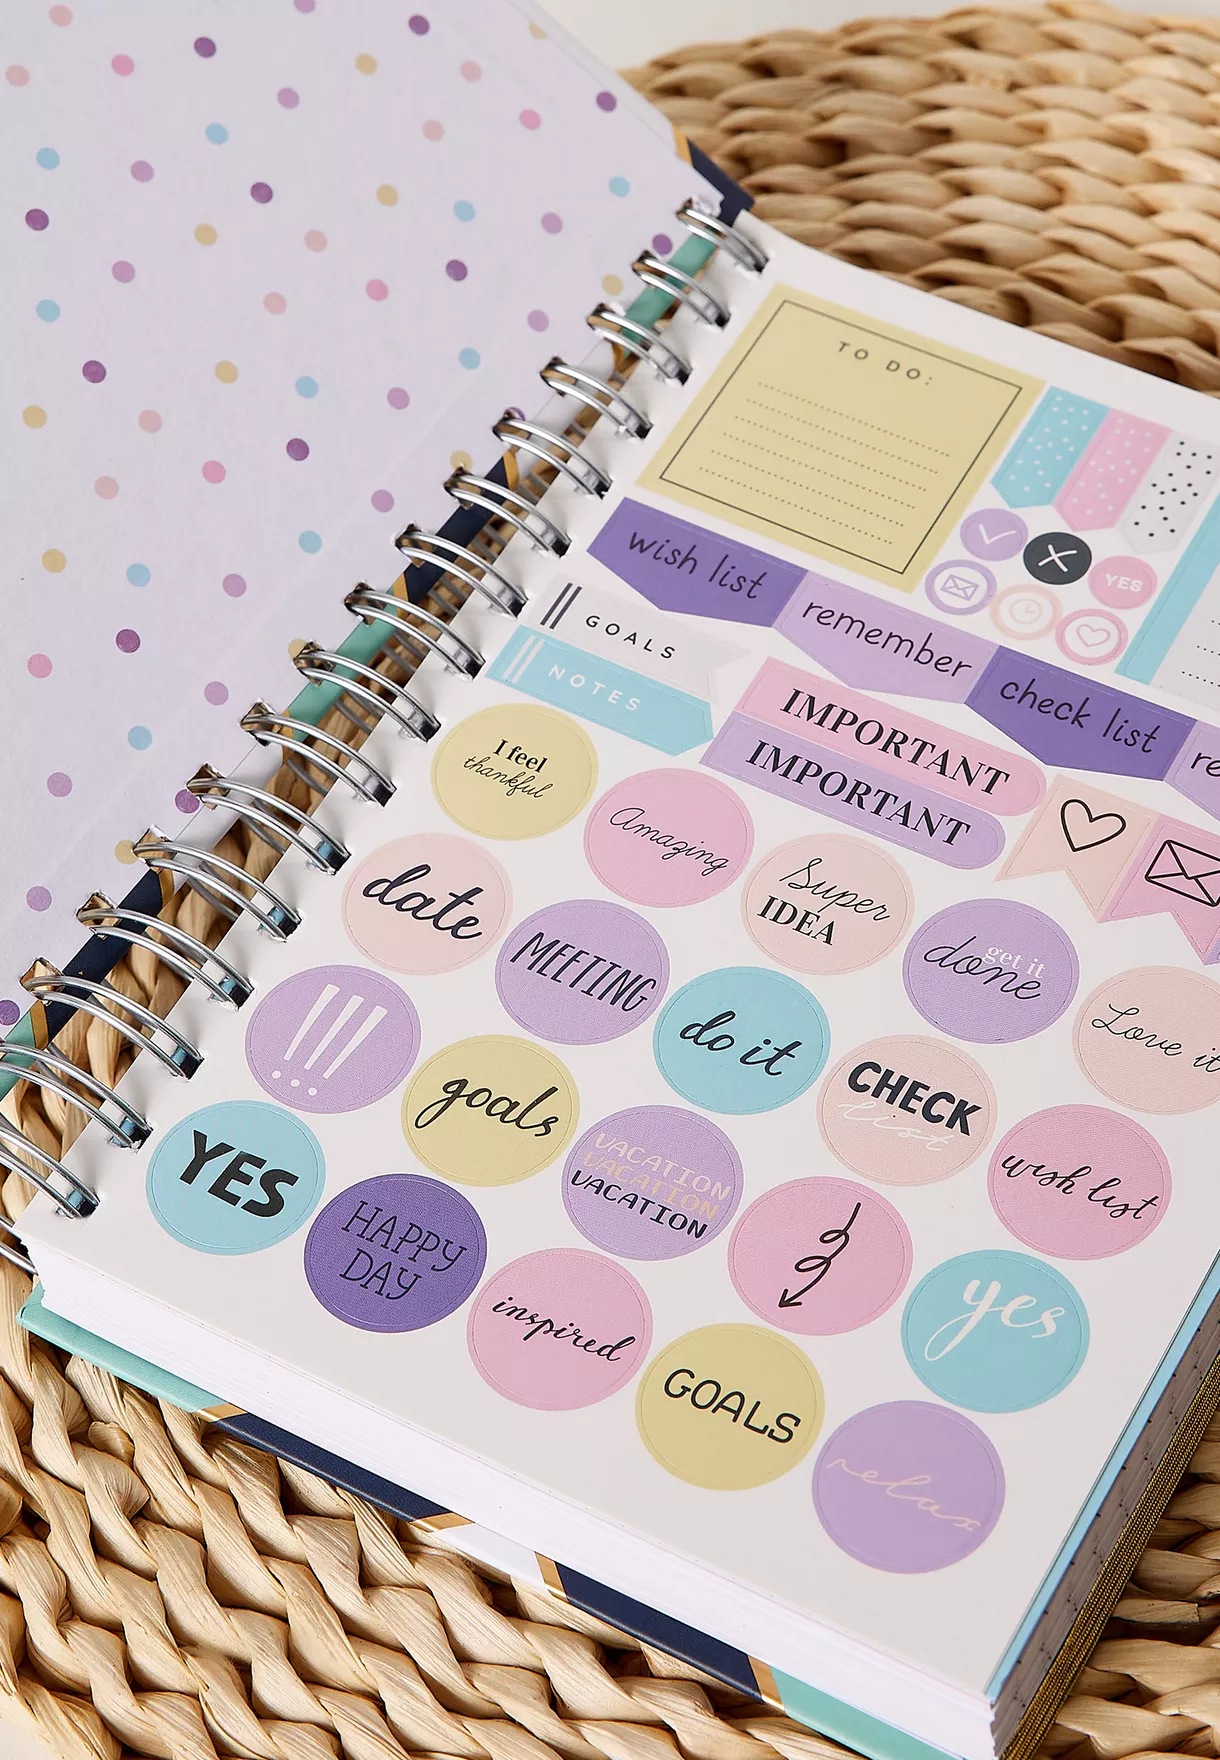 TO DO:
YES
wish list
remember
check list
re
GOALS
NOTES
IMPORTANT
IMPORTANT
I feel
thankful
Amazing
Super
IDEA
get it
done
Love it
date
MEETING
do it
CHECK
list
wish list
!!!
goals
VACATION
VACATION
VACATION
yes
YES
HAPPY
DAY
inspired
GOALS
relax